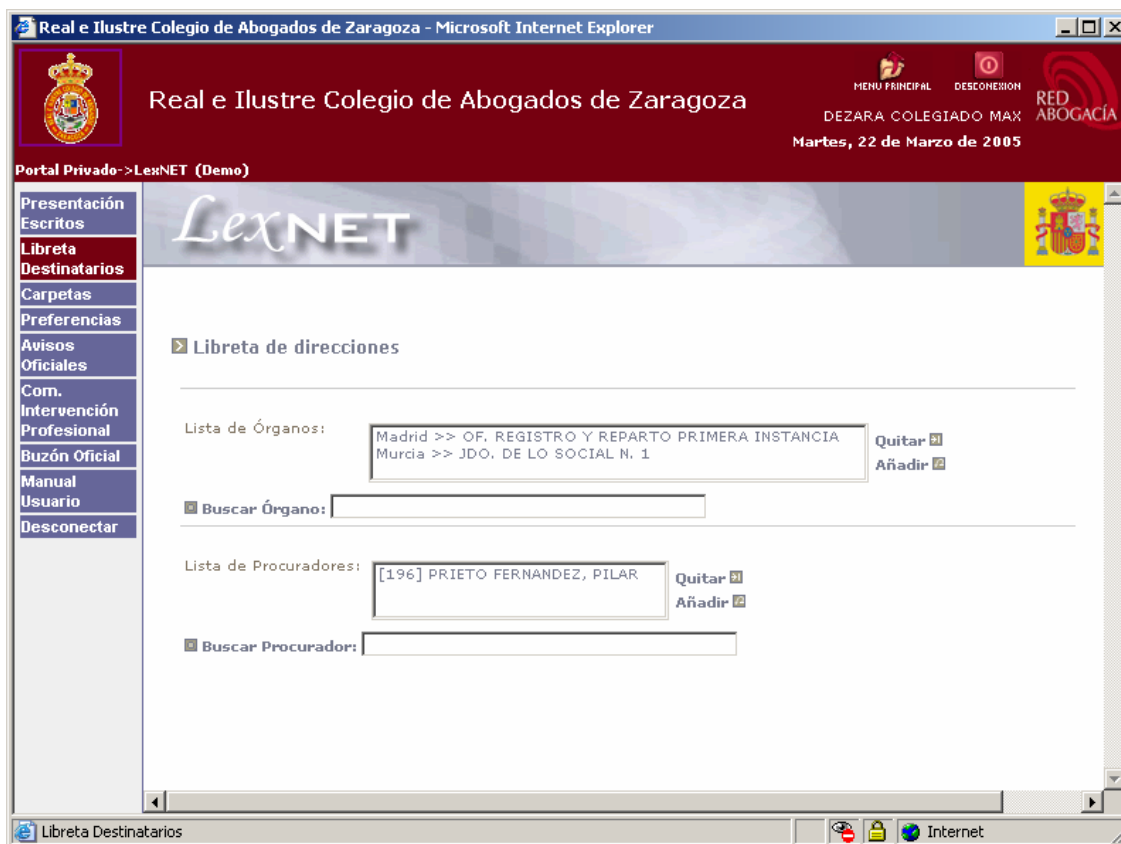 Real e Ilustre Colegio de Abogados de Zaragoza - Microsoft Internet Explorer
Real e Ilustre Colegio de Abogados de Zaragoza
MENU PRINCIPAL
DESCONEXION
DEZARA COLEGIADO MAX
Martes, 22 de Marzo de 2005
RED
ABOGACÍA
Portal Privado->LexNET (Demo)
Presentación
Escritos
Libreta
Destinatarios
Carpetas
Preferencias
Avisos
Oficiales
Com.
Intervención
Profesional
Buzón Oficial
Manual
Usuario
Desconectar
LexNET
Libreta de direcciones
Lista de Órganos:
Madrid >> OF. REGISTRO Y REPARTO PRIMERA INSTANCIA
Murcia >> JDO. DE LO SOCIAL N. 1
Quitar
Añadir
Buscar Órgano:
Lista de Procuradores:
[196] PRIETO FERNANDEZ, PILAR
Quitar
Añadir
Buscar Procurador:
Libreta Destinatarios
Internet